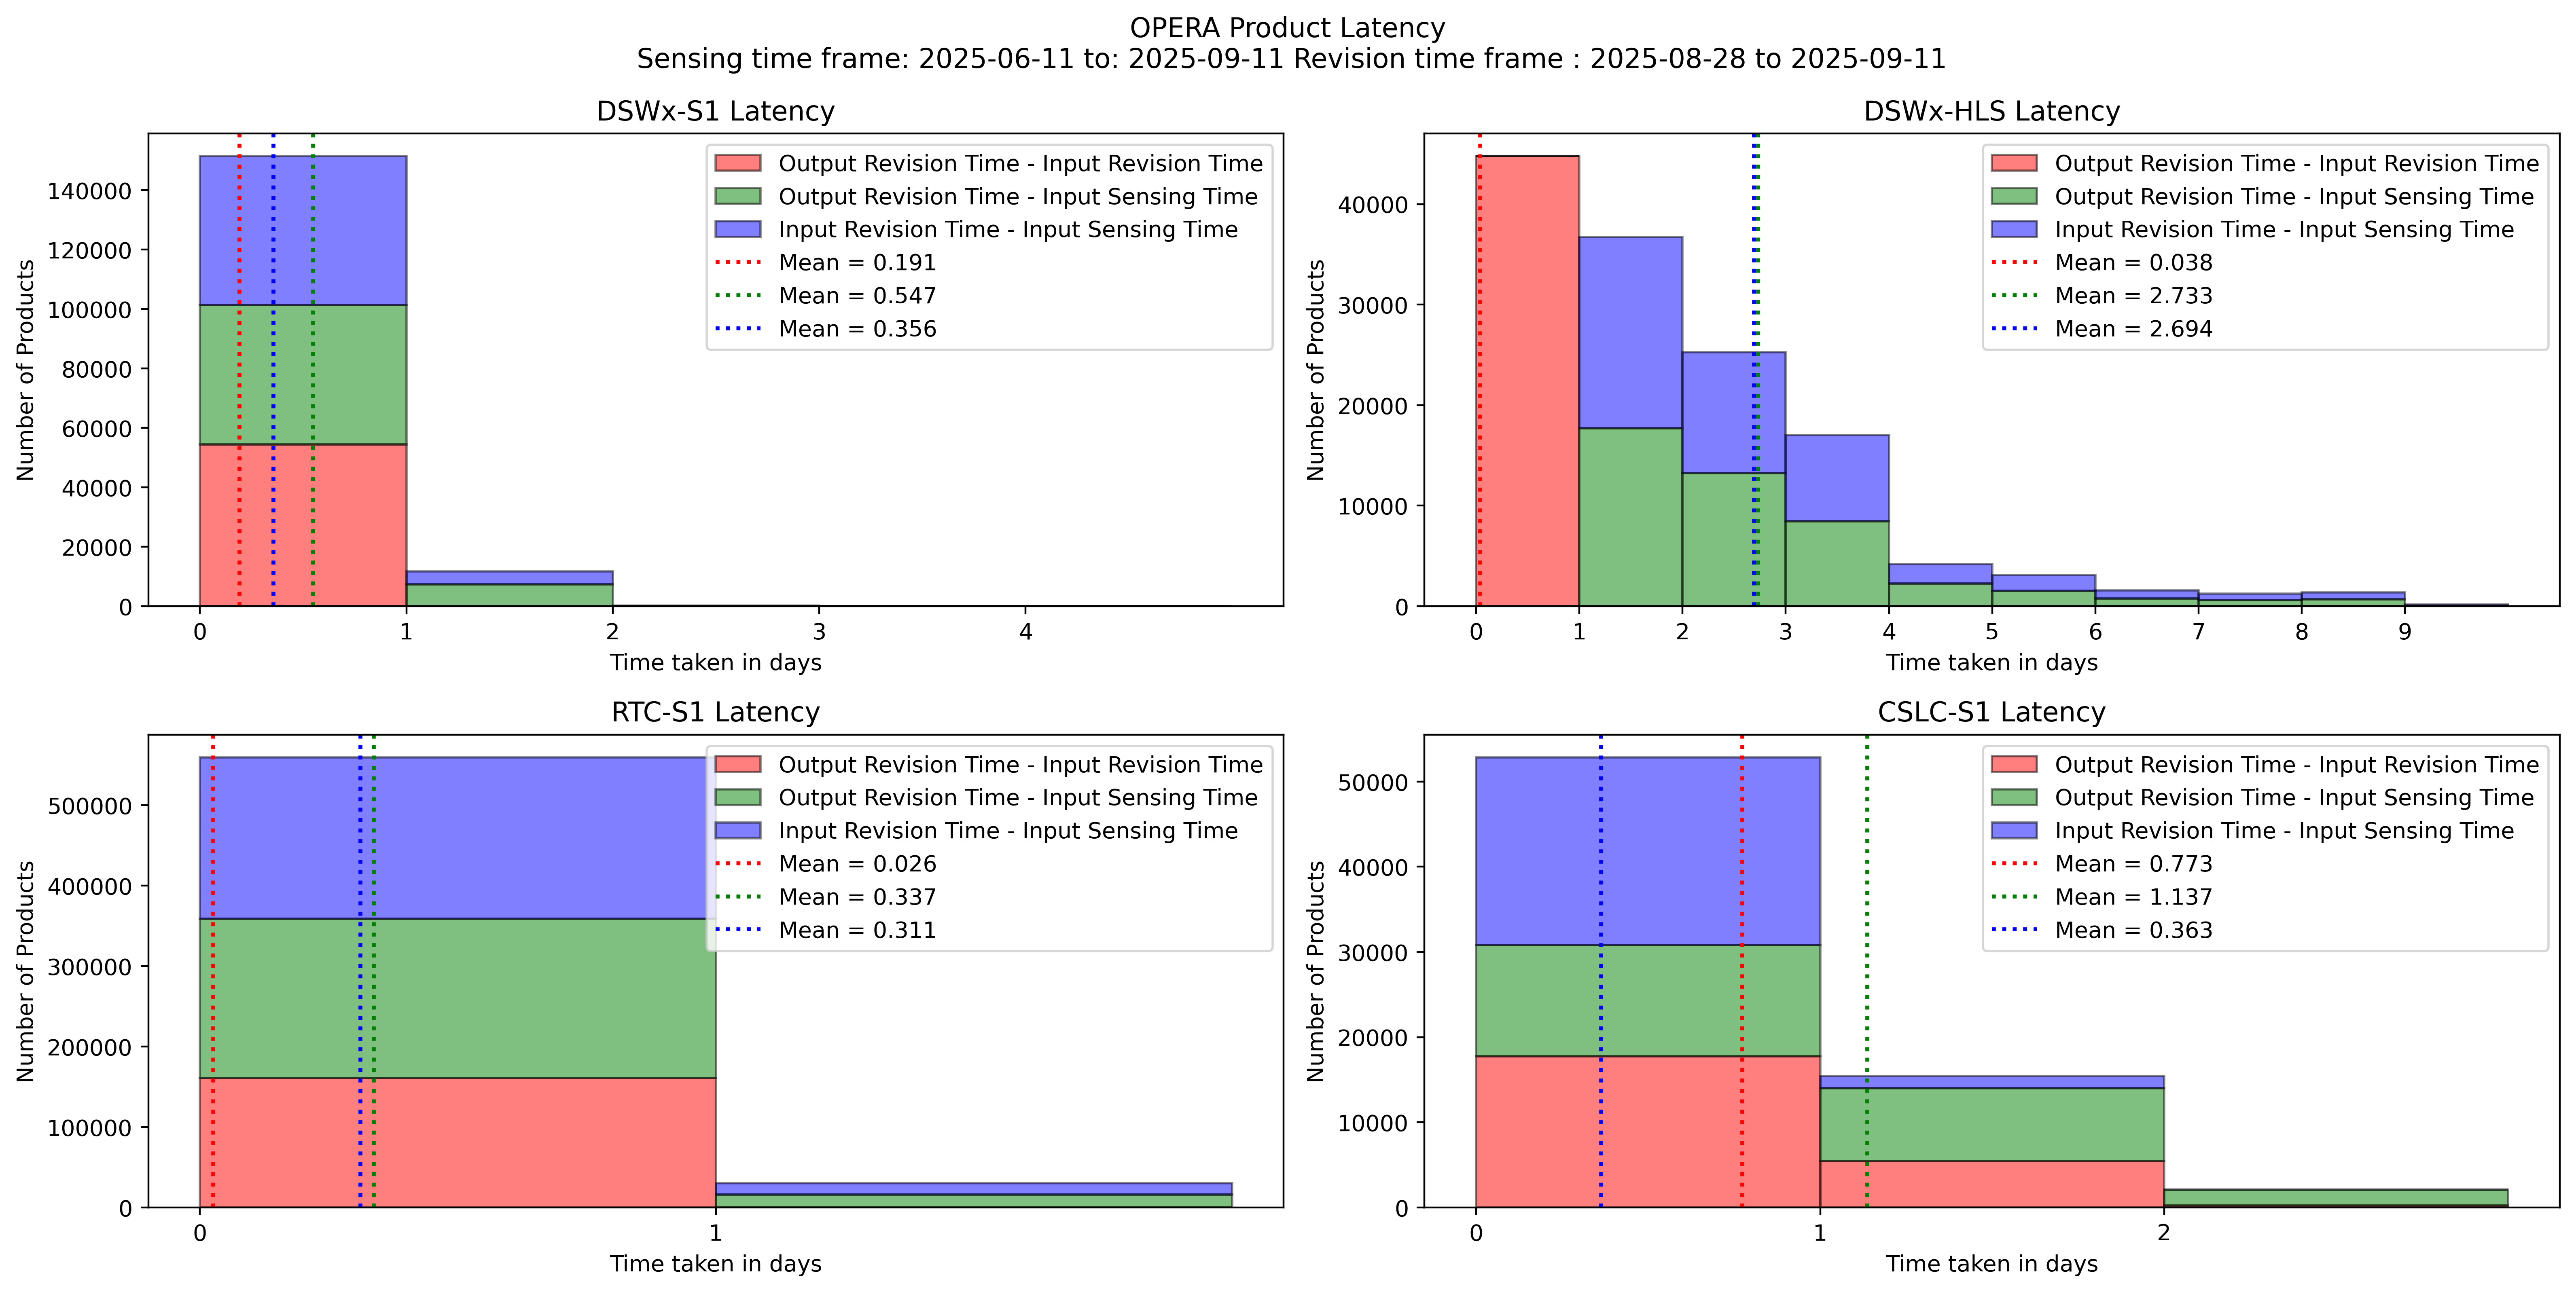 OPERA Product Latency
Sensing time frame: 2025-06-11 to: 2025-09-11 Revision time frame : 2025-08-28 to 2025-09-11
DSWx-S1 Latency
Number of Products
140000
120000
100000
80000
60000
40000
20000
0
Output Revision Time - Input Revision Time
Output Revision Time - Input Sensing Time
Input Revision Time - Input Sensing Time
Mean = 0.191
Mean = 0.547
Mean = 0.356
0 1 2 3 4
Time taken in days
DSWx-HLS Latency
Number of Products
40000
30000
20000
10000
0
Output Revision Time - Input Revision Time
Output Revision Time - Input Sensing Time
Input Revision Time - Input Sensing Time
Mean = 0.038
Mean = 2.733
Mean = 2.694
0 1 2 3 4 5 6 7 8 9
Time taken in days
RTC-S1 Latency
Number of Products
500000
400000
300000
200000
100000
0
Output Revision Time - Input Revision Time
Output Revision Time - Input Sensing Time
Input Revision Time - Input Sensing Time
Mean = 0.026
Mean = 0.337
Mean = 0.311
0 1
Time taken in days
CSLC-S1 Latency
Number of Products
50000
40000
30000
20000
10000
0
Output Revision Time - Input Revision Time
Output Revision Time - Input Sensing Time
Input Revision Time - Input Sensing Time
Mean = 0.773
Mean = 1.137
Mean = 0.363
0 1 2
Time taken in days